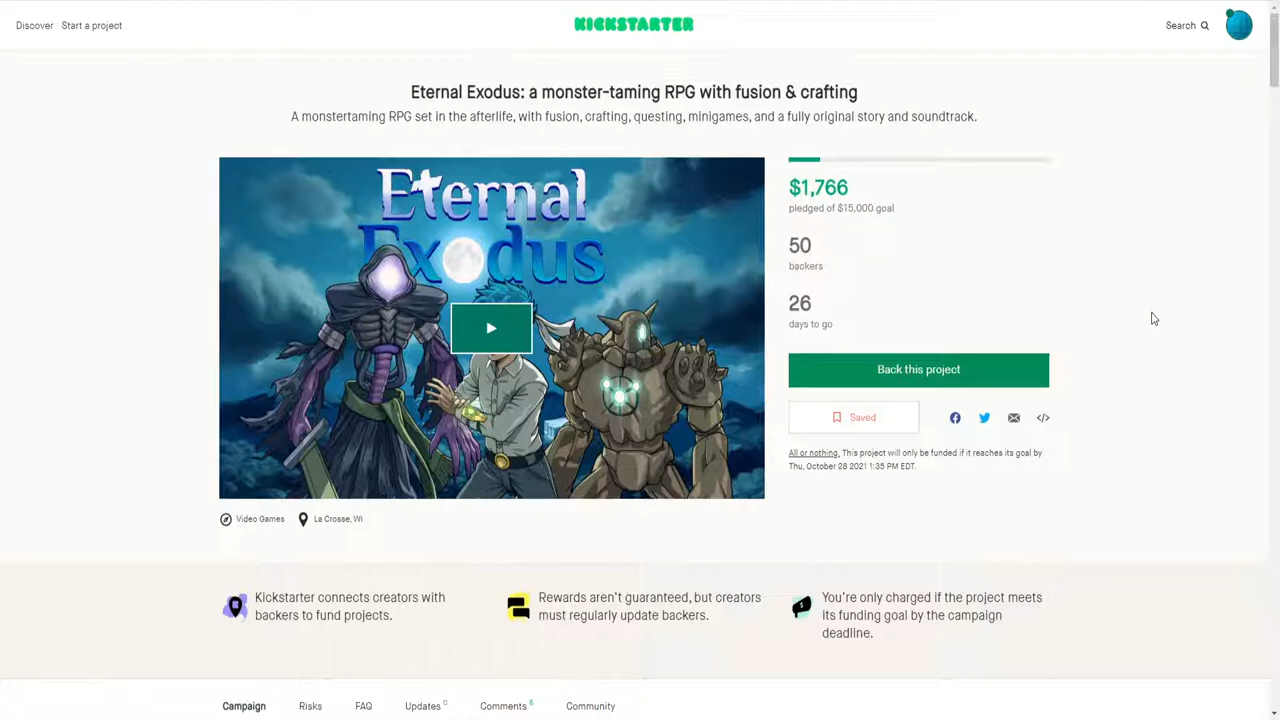 Discover Start a project
KICKSTARTER
Search
Eternal Exodus: a monster-taming RPG with fusion & crafting
A monstertaming RPG set in the afterlife, with fusion, crafting, questing, minigames, and a fully original story and soundtrack.
Eternal
Exodus
$1,766
pledged of $15,000 goal
50
backers
26
days to go
Back this project
Saved
All or nothing. This project will only be funded if it reaches its goal by
Thu, October 28 2021 1:35 PM EDT.
Video Games La Crosse, WI
Kickstarter connects creators with
backers to fund projects.
Rewards aren't guaranteed, but creators
must regularly update backers.
You're only charged if the project meets
its funding goal by the campaign
deadline.
Campaign Risks FAQ Updates 0 Comments 6 Community